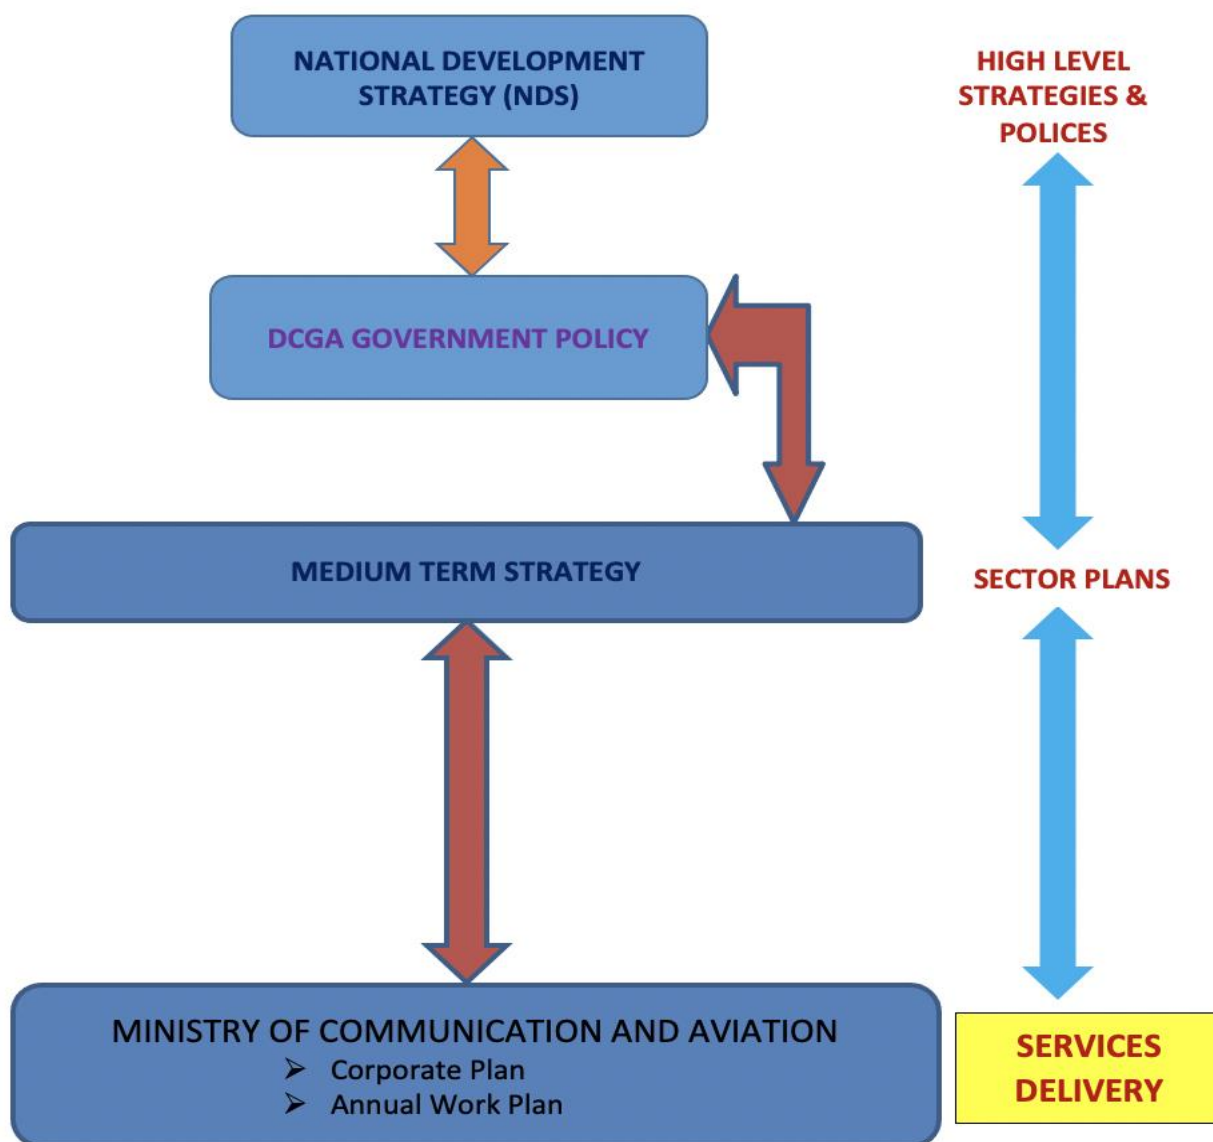 NATIONAL DEVELOPMENT
STRATEGY (NDS)
HIGH LEVEL
STRATEGIES &
POLICES
DCGA GOVERNMENT POLICY
MEDIUM TERM STRATEGY
SECTOR PLANS
MINISTRY OF COMMUNICATION AND AVIATION
➢ Corporate Plan
➢ Annual Work Plan
SERVICES
DELIVERY